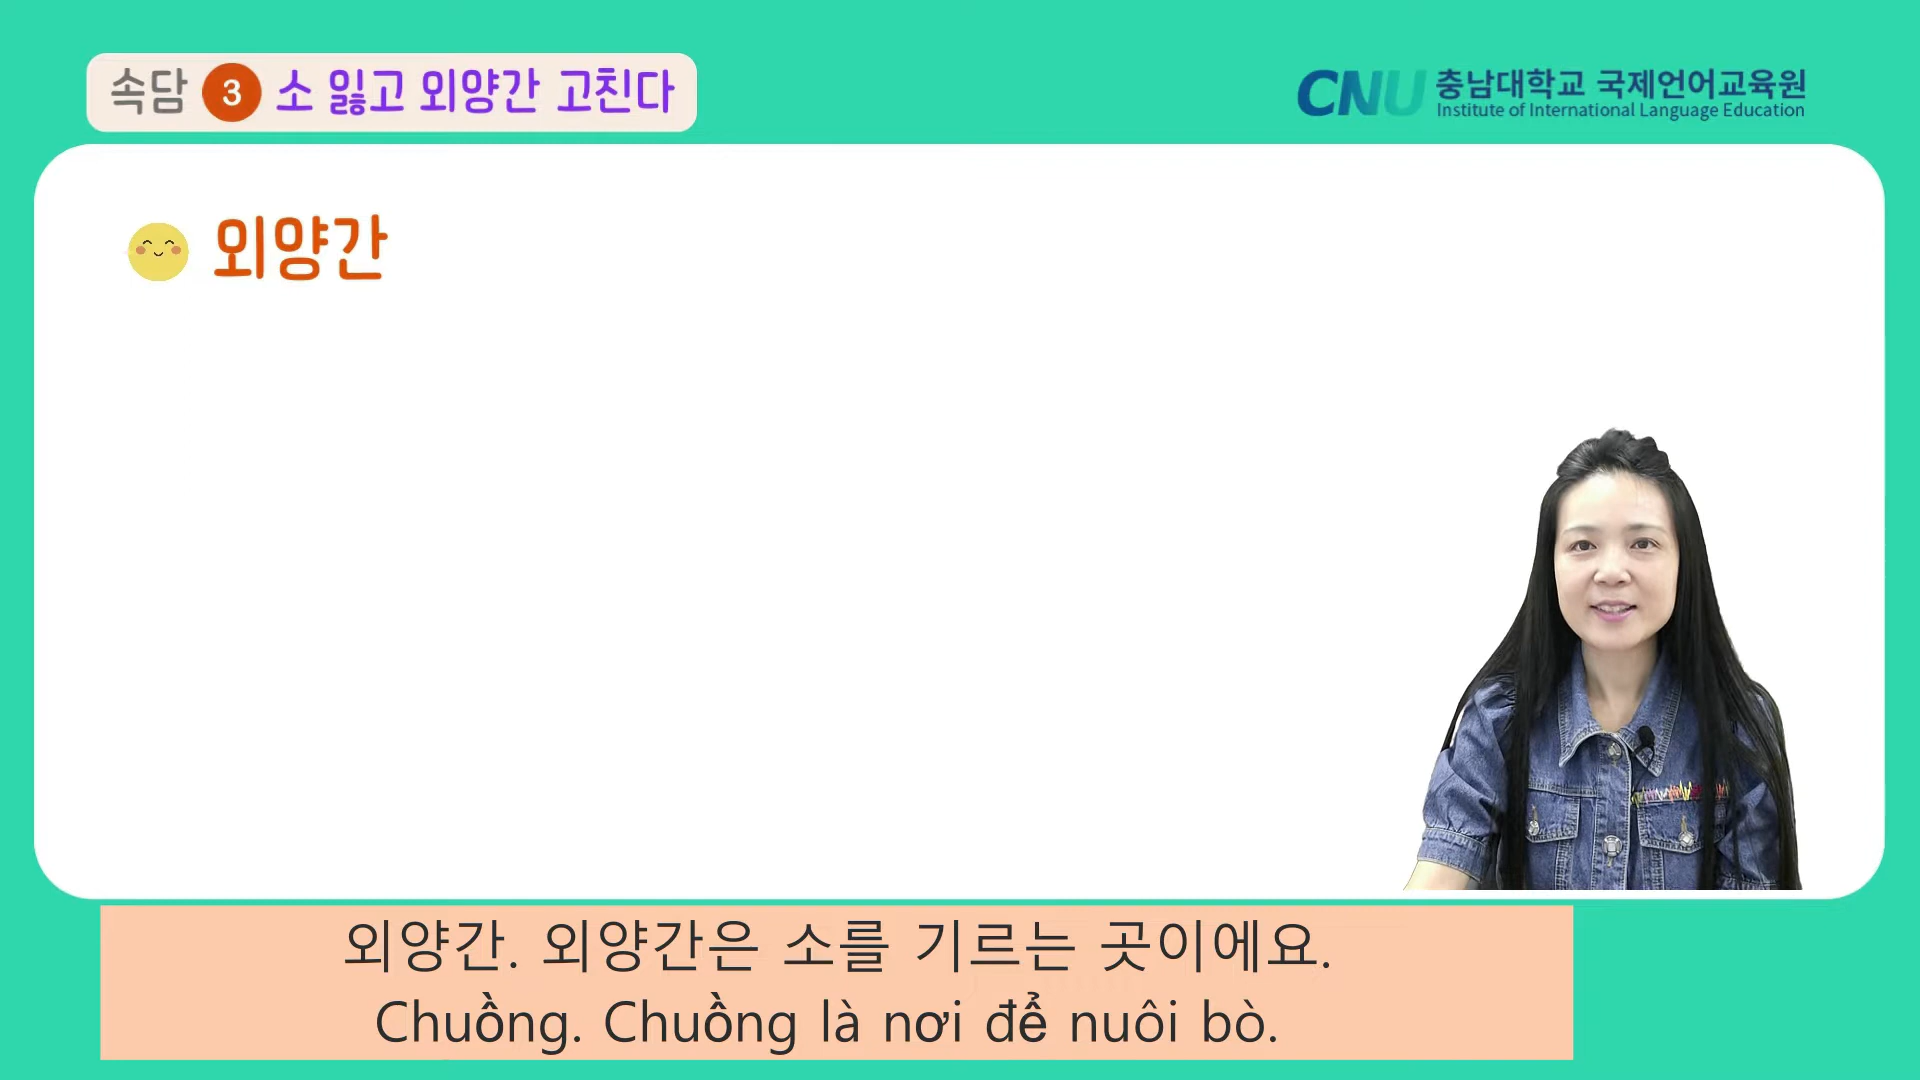 속담 3 소 잃고 외양간 고친다
CNU 충남대학교 국제언어교육원
Institute of International Language Education
외양간
외양간. 외양간은 소를 기르는 곳이에요.
Chuồng. Chuồng là nơi để nuôi bò.